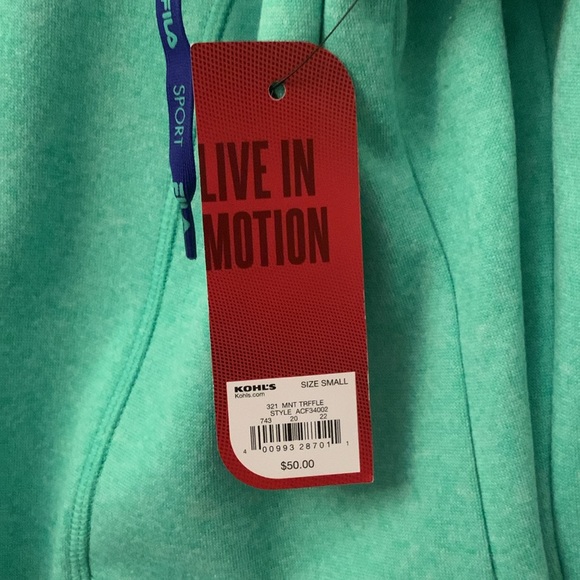 FILA
SPORT
FILA
LIVE IN
MOTION
KOHL'S SIZE SMALL
Kohls.com
321 MNT TRFFLE
STYLE ACF34002
743 20 22
4 00993 28701 1
$50.00